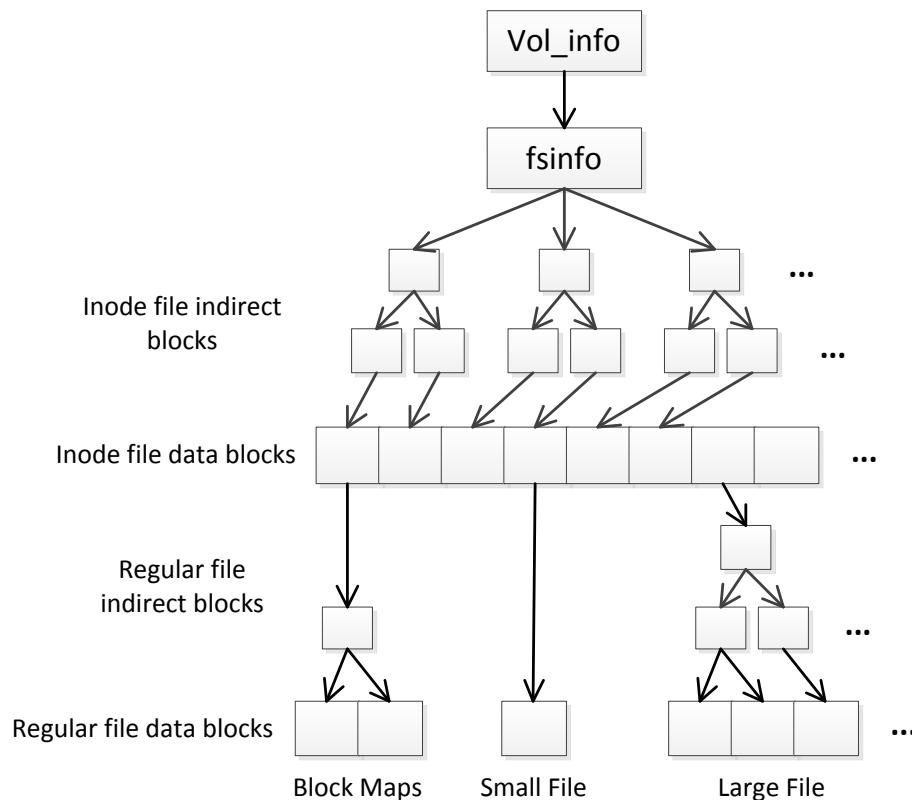 Vol_info
fsinfo
...
Inode file indirect
blocks
...
Inode file data blocks
...
Regular file
indirect blocks
...
Regular file data blocks
...
Block Maps
Small File
Large File